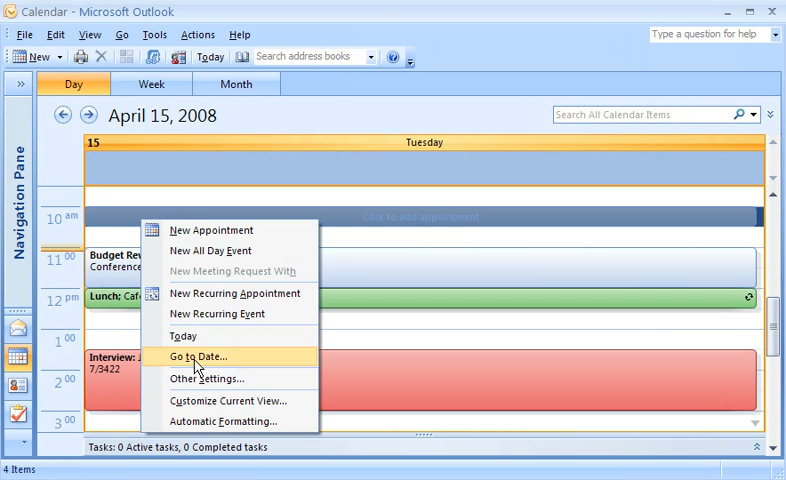 Calendar - Microsoft Outlook
File Edit View Go Tools Actions Help
Type a question for help
New Today Search address books
Day Week Month
April 15, 2008
Search All Calendar Items
15 Tuesday
Navigation Pane
10 am
Click to add appointment
New Appointment
New All Day Event
New Meeting Request With
New Recurring Appointment
New Recurring Event
Today
Go to Date...
Other Settings...
Customize Current View...
Automatic Formatting...
11 00
Budget Rev
Conference
12 pm
Lunch; Caf
1 00
Interview:
7/3422
2 00
3 00
Tasks: 0 Active tasks, 0 Completed tasks
4 Items